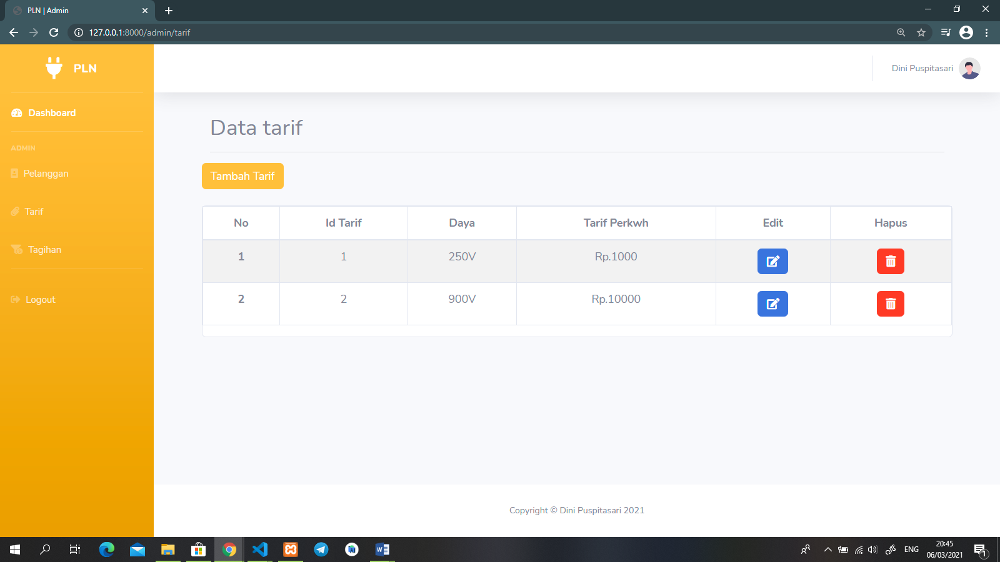 PLN | Admin
127.0.0.1:8000/admin/tarif
PLN
Dini Puspitasari
Dashboard
ADMIN
Pelanggan
Tarif
Tagihan
Logout
Data tarif
Tambah Tarif
No Id Tarif Daya Tarif Perkwh Edit Hapus
1 1 250V Rp.1000
2 2 900V Rp.10000
Copyright © Dini Puspitasari 2021
ENG
20:45
06/03/2021
1